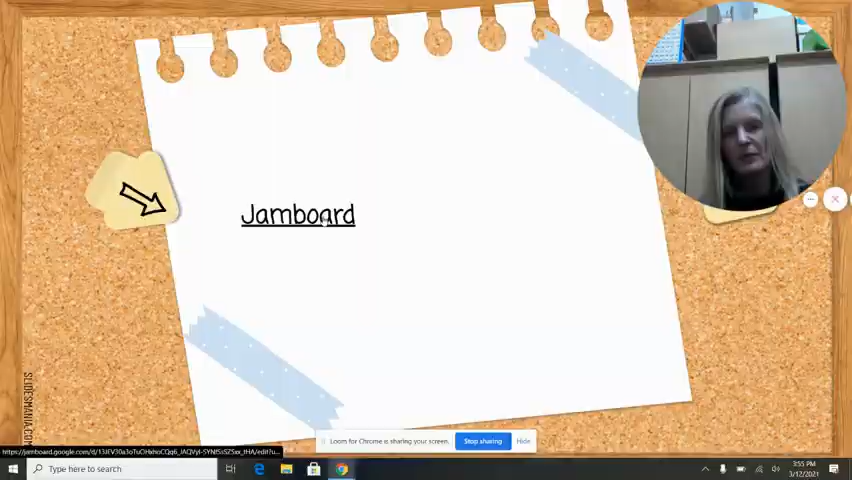 Jamboard
SLIDESMANIA.COM
Loom for Chrome is sharing your screen.
Stop sharing
Hide
Type here to search
3:55 PM
3/12/2021